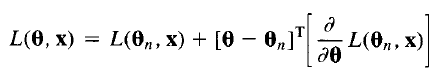 L(θ, x) = L(θₙ, x) + [θ − θₙ]ᵀ[∂/∂θ L(θₙ, x)]